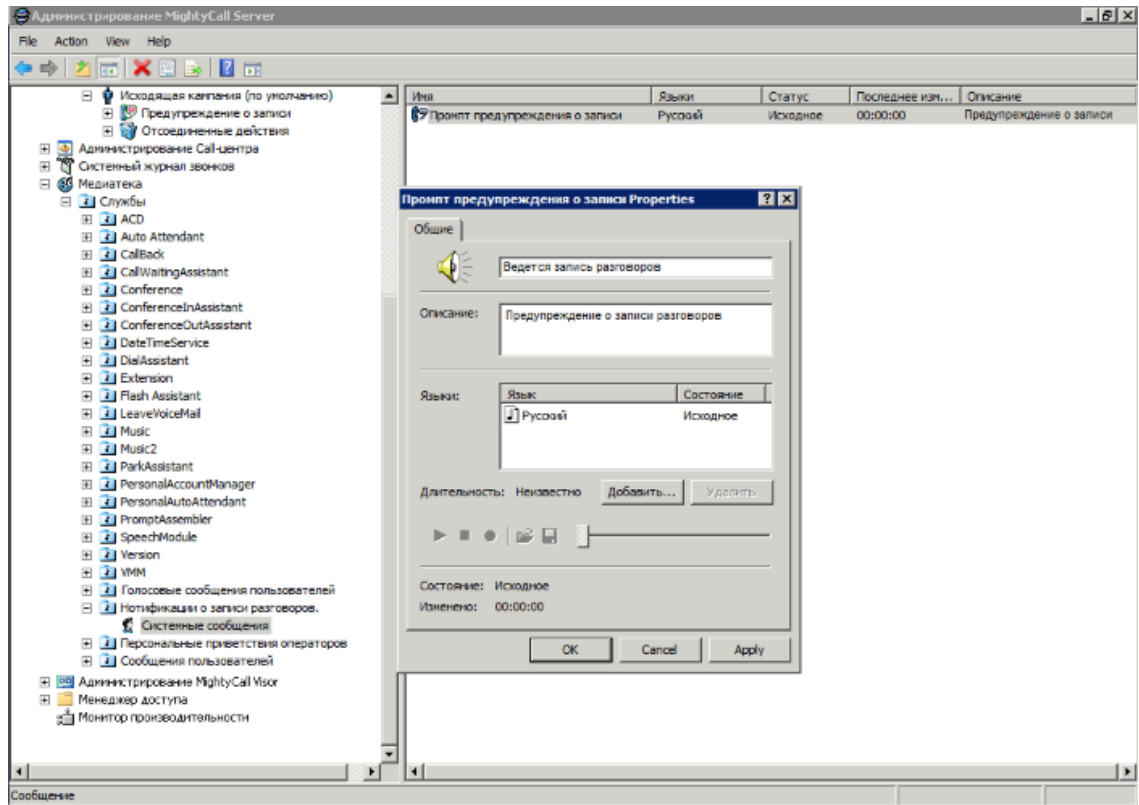 Администрирование MightyCall Server
File Action View Help
Исходящая кампания (по умолчанию)
Предупреждение о записи
Отсоединенные действия
Администрирование Call-центра
Системный журнал звонков
Медиатека
Службы
ACD
Auto Attendant
CallBack
CallWaitingAssistant
Conference
ConferenceInAssistant
ConferenceOutAssistant
DateTimeService
DialAssistant
Extension
Flash Assistant
LeaveVoiceMail
Music
Music2
ParkAssistant
PersonalAccountManager
PersonalAutoAttendant
PromptAssembler
SpeechModule
Version
VMM
Голосовые сообщения пользователей
Нотификации о записи разговоров.
Системные сообщения
Персональные приветствия операторов
Сообщения пользователей
Администрирование MightyCall Visor
Менеджер доступа
Монитор производительности
Имя Языки Статус Последнее изм... Описание
Промпт предупреждения о записи Русский Исходное 00:00:00 Предупреждение о записи
Промпт предупреждения о записи Properties
Общие
Ведется запись разговоров
Описание: Предупреждение о записи разговоров
Языки: Язык Состояние
Русский Исходное
Длительность: Неизвестно Добавить... Удалить
Состояние: Исходное
Изменено: 00:00:00
OK Cancel Apply
Сообщение